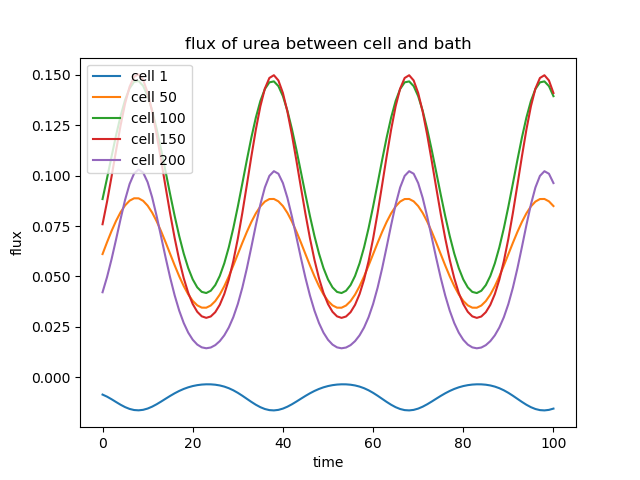 flux of urea between cell and bath
cell 1
cell 50
cell 100
cell 150
cell 200
0.150
0.125
0.100
0.075
0.050
0.025
0.000
flux
0 20 40 60 80 100
time